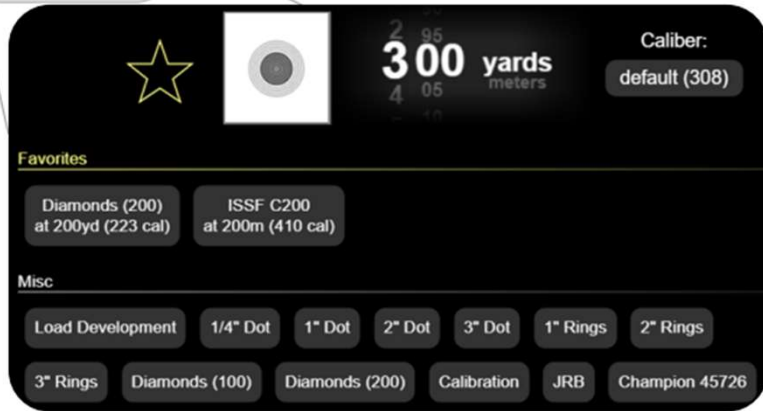 2 95
300 yards
meters
4 05
10
Caliber:
default (308)
Favorites
Diamonds (200)
at 200yd (223 cal)
ISSF C200
at 200m (410 cal)
Misc
Load Development 1/4" Dot 1" Dot 2" Dot 3" Dot 1" Rings 2" Rings
3" Rings Diamonds (100) Diamonds (200) Calibration JRB Champion 45726